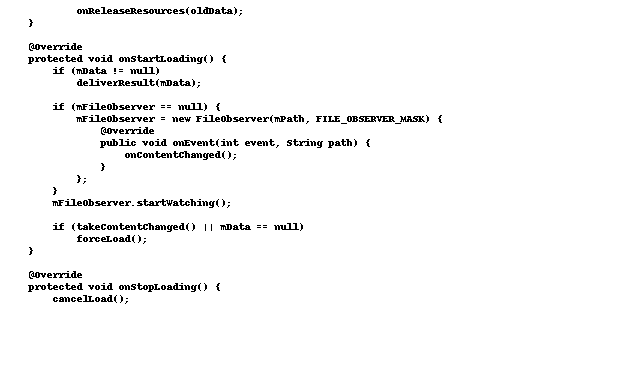 onReleaseResources(oldData);
}
@Override
protected void onStartLoading() {
if (mData != null)
deliverResult(mData);
if (mFileObserver == null) {
mFileObserver = new FileObserver(mPath, FILE_OBSERVER_MASK) {
@Override
public void onEvent(int event, String path) {
onContentChanged();
}
};
}
mFileObserver.startWatching();
if (takeContentChanged() || mData == null)
forceLoad();
}
@Override
protected void onStopLoading() {
cancelLoad();